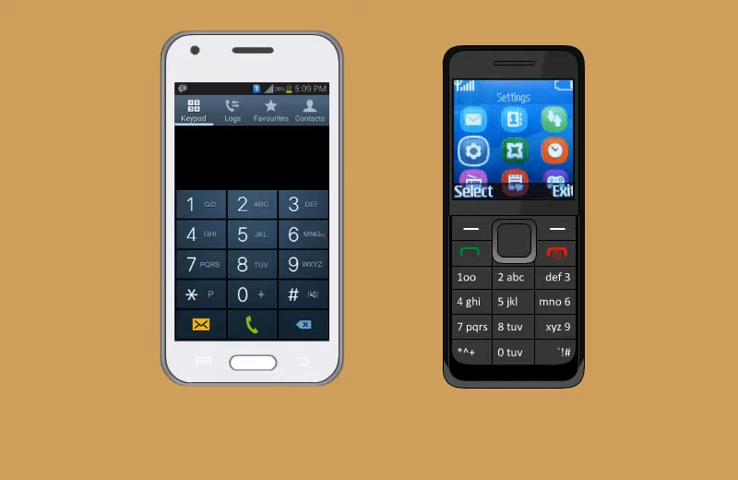 5:09 PM
Keypad Logs Favourites Contacts
1 2 ABC 3 DEF
4 GHI 5 JKL 6 MNO
7 PQRS 8 TUV 9 WXYZ
* P 0 + #
Settings
Select Exit
1oo 2 abc def 3
4 ghi 5 jkl mno 6
7 pqrs 8 tuv xyz 9
*^+ 0 tuv `!#